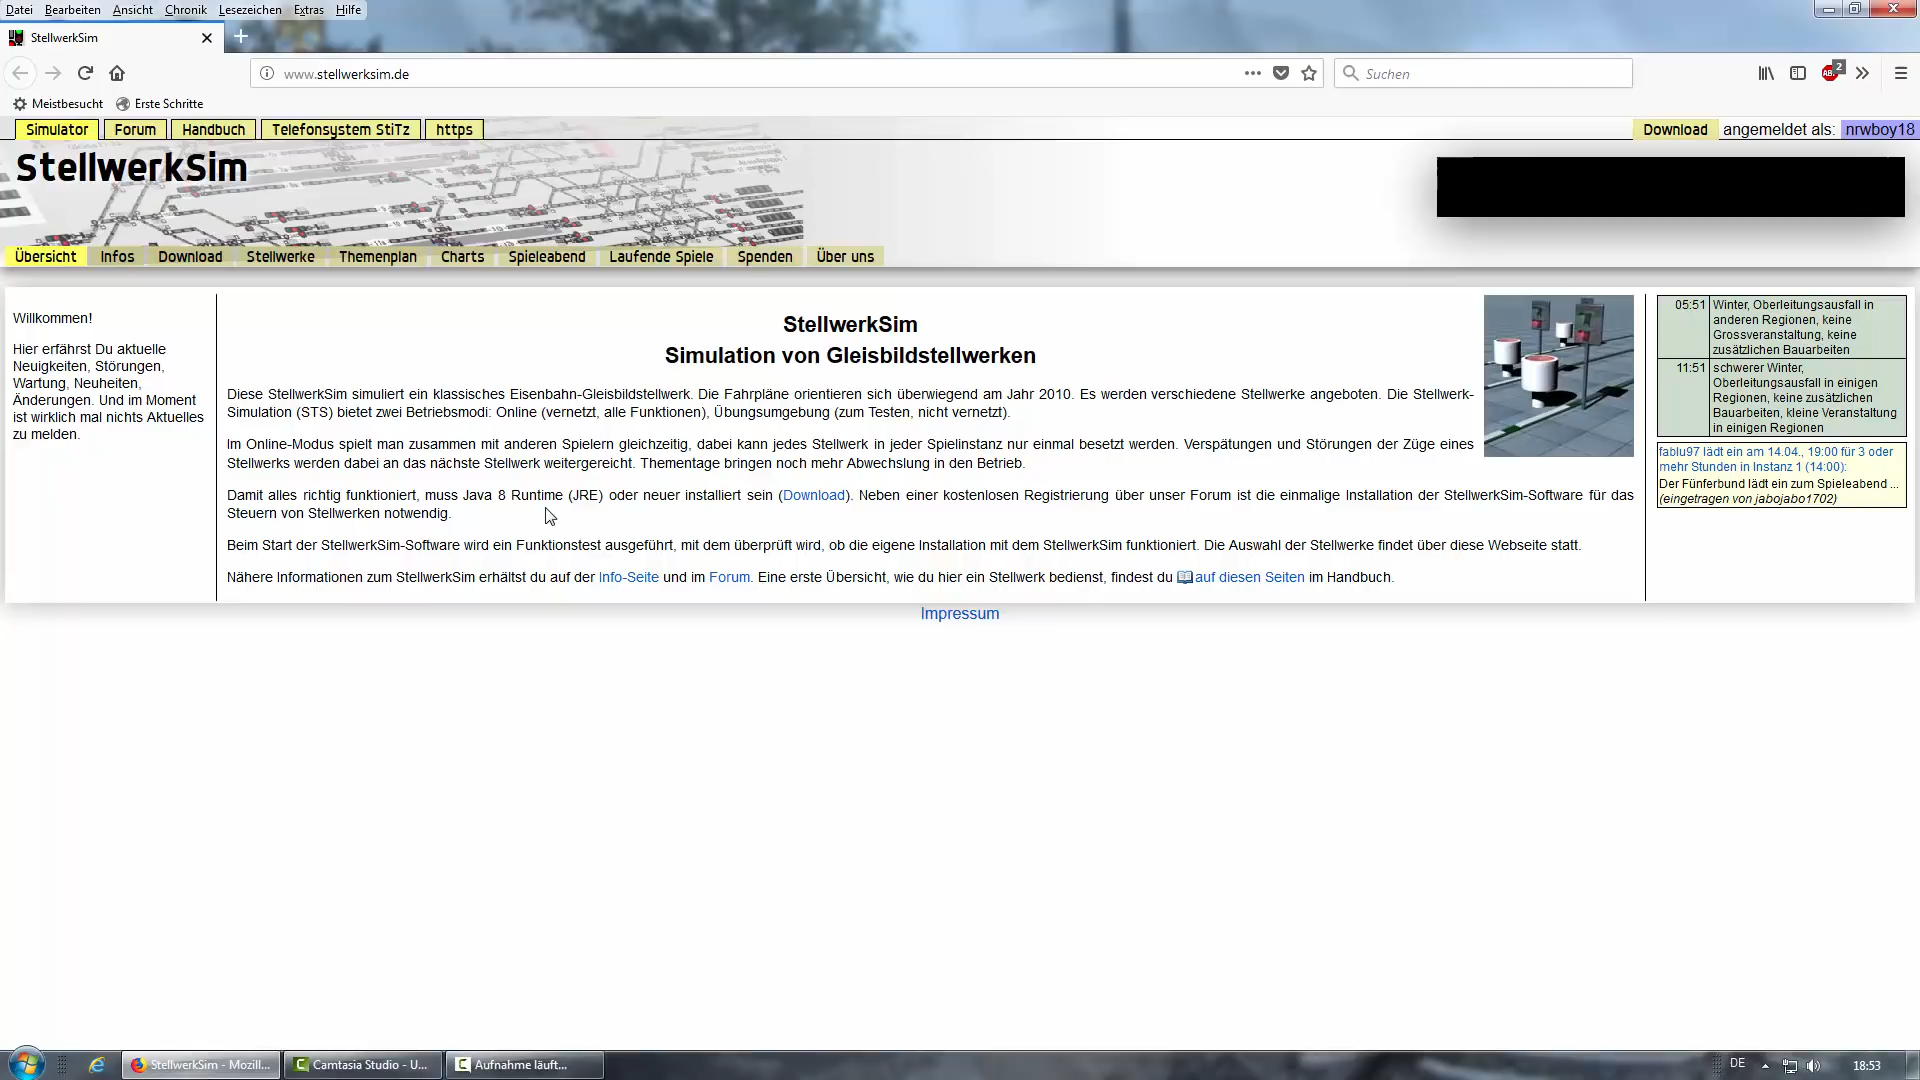 Datei Bearbeiten Ansicht Chronik Lesezeichen Extras Hilfe
StellwerkSim
www.stellwerksim.de
Suchen
ABP 2
Meistbesucht Erste Schritte
Simulator Forum Handbuch Telefonsystem StiTz https
Download angemeldet als: nrwboy18
StellwerkSim
Übersicht Infos Download Stellwerke Themenplan Charts Spieleabend Laufende Spiele Spenden Über uns
Willkommen!
Hier erfährst Du aktuelle
Neuigkeiten, Störungen,
Wartung, Neuheiten,
Änderungen. Und im Moment
ist wirklich mal nichts Aktuelles
zu melden.
StellwerkSim
Simulation von Gleisbildstellwerken
Diese StellwerkSim simuliert ein klassisches Eisenbahn-Gleisbildstellwerk. Die Fahrpläne orientieren sich überwiegend am Jahr 2010. Es werden verschiedene Stellwerke angeboten. Die Stellwerk-
Simulation (STS) bietet zwei Betriebsmodi: Online (vernetzt, alle Funktionen), Übungsumgebung (zum Testen, nicht vernetzt).
Im Online-Modus spielt man zusammen mit anderen Spielern gleichzeitig, dabei kann jedes Stellwerk in jeder Spielinstanz nur einmal besetzt werden. Verspätungen und Störungen der Züge eines
Stellwerks werden dabei an das nächste Stellwerk weitergereicht. Thementage bringen noch mehr Abwechslung in den Betrieb.
Damit alles richtig funktioniert, muss Java 8 Runtime (JRE) oder neuer installiert sein (Download). Neben einer kostenlosen Registrierung über unser Forum ist die einmalige Installation der StellwerkSim-Software für das
Steuern von Stellwerken notwendig.
Beim Start der StellwerkSim-Software wird ein Funktionstest ausgeführt, mit dem überprüft wird, ob die eigene Installation mit dem StellwerkSim funktioniert. Die Auswahl der Stellwerke findet über diese Webseite statt.
Nähere Informationen zum StellwerkSim erhältst du auf der Info-Seite und im Forum. Eine erste Übersicht, wie du hier ein Stellwerk bedienst, findest du auf diesen Seiten im Handbuch.
05:51 Winter, Oberleitungsausfall in
anderen Regionen, keine
Grossveranstaltung, keine
zusätzlichen Bauarbeiten
11:51 schwerer Winter,
Oberleitungsausfall in einigen
Regionen, keine zusätzlichen
Bauarbeiten, kleine Veranstaltung
in einigen Regionen
fablu97 lädt ein am 14.04., 19:00 für 3 oder
mehr Stunden in Instanz 1 (14:00):
Der Fünferbund lädt ein zum Spieleabend ...
(eingetragen von jabojabo1702)
Impressum
StellwerkSim - Mozill... Camtasia Studio - U... Aufnahme läuft...
DE 18:53